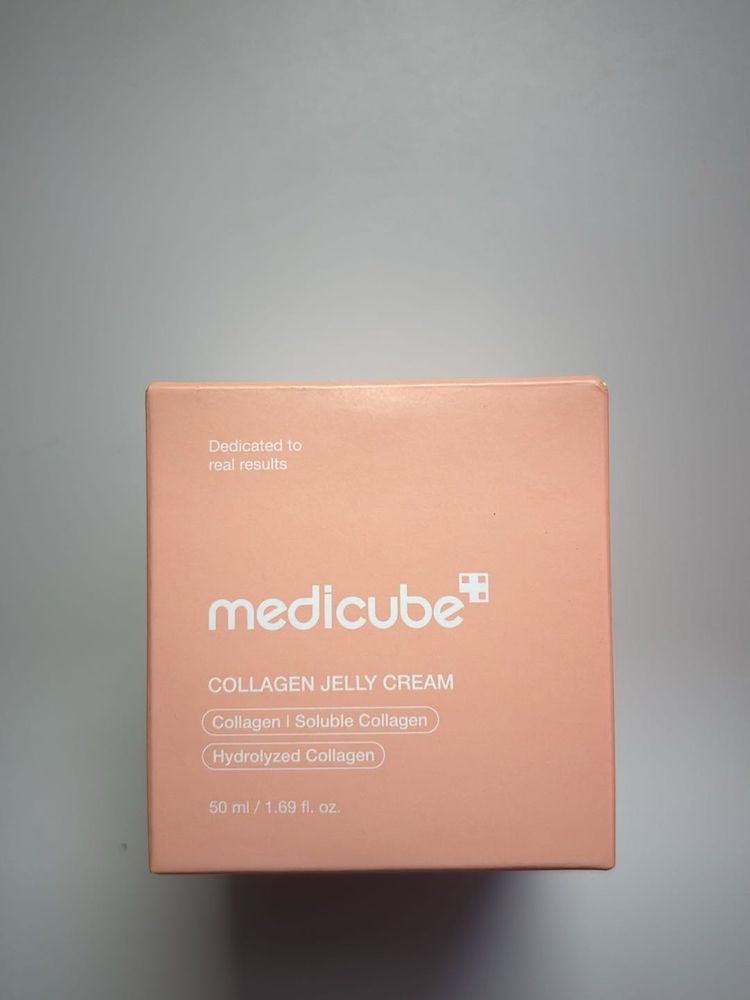 Dedicated to
real results
medicube
COLLAGEN JELLY CREAM
Collagen | Soluble Collagen
Hydrolyzed Collagen
50 ml / 1.69 fl. oz.